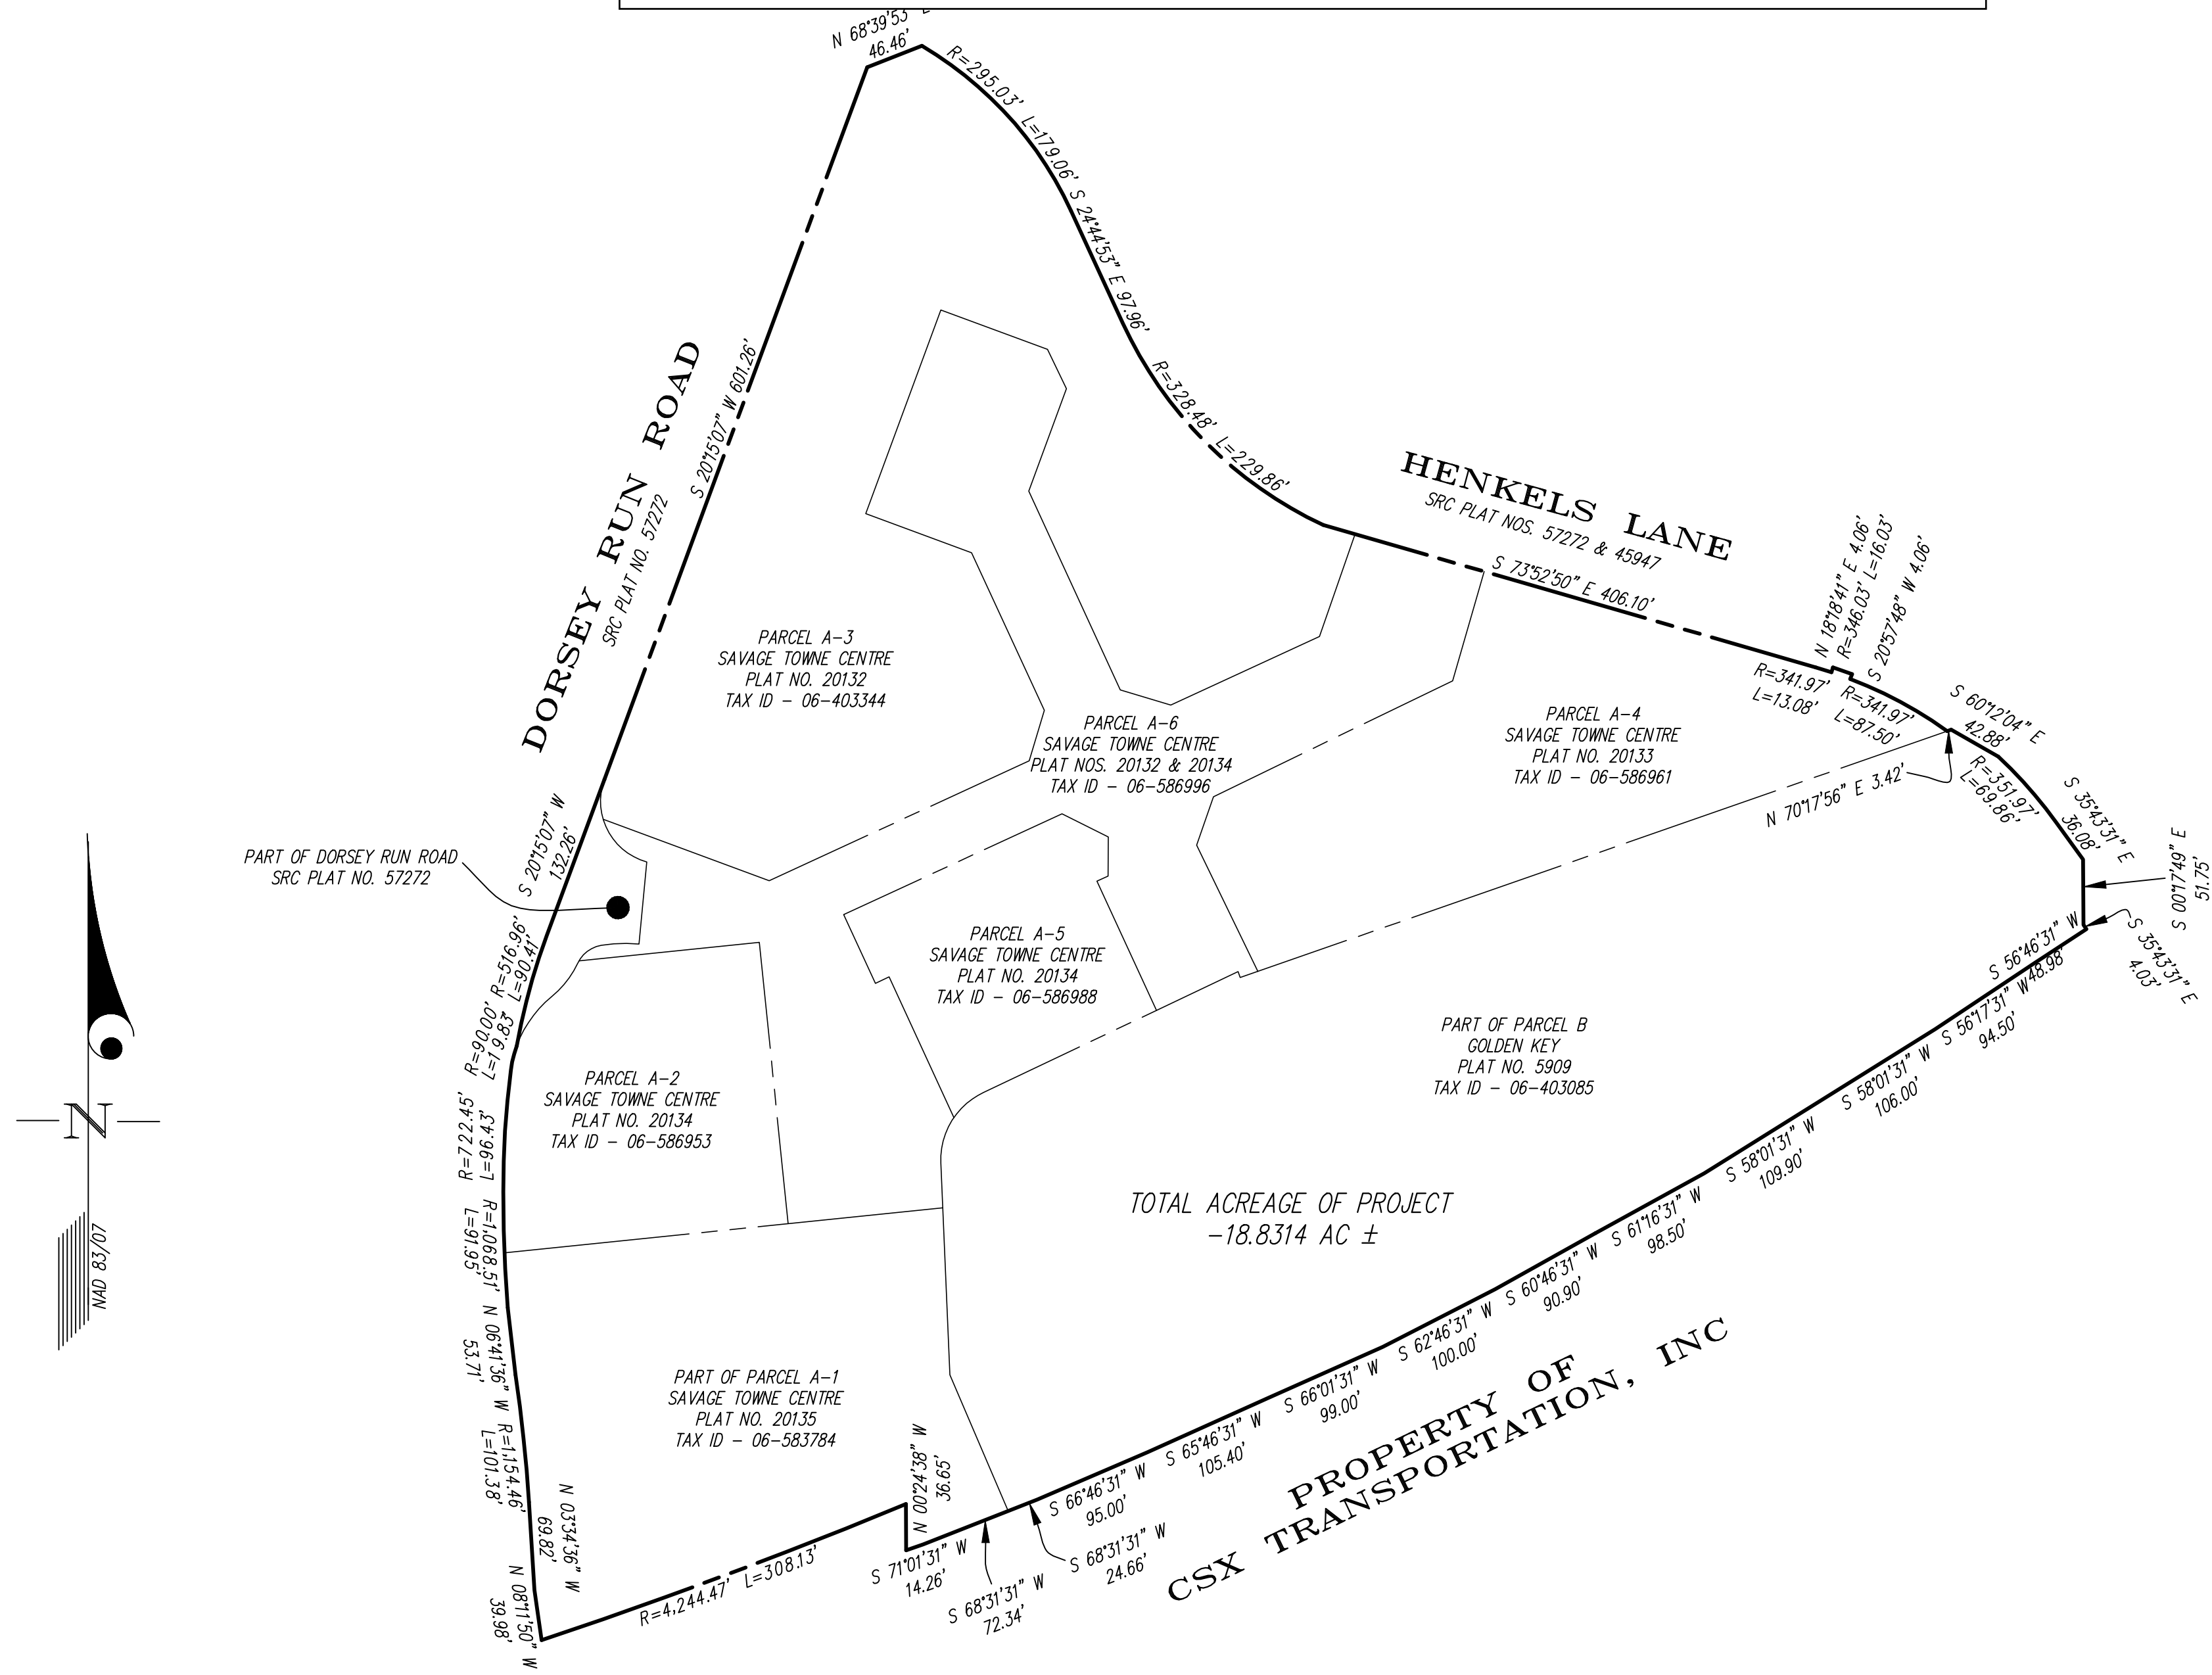 N 68°39'53" E
46.46'
R=295.03' L=179.06'
S 24°44'53" E 97.96'
R=328.48' L=229.86'
HENKELS LANE
SRC PLAT NOS. 57272 & 45947
S 73°52'50" E 406.10'
N 18°18'41" E 4.06'
R=346.03' L=16.03'
S 20°57'48" W 4.06'
R=341.97'
L=13.08'
R=341.97'
L=87.50'
S 60°12'04" E
42.88'
N 70°17'56" E 3.42'
R=351.97'
L=69.86'
S 35°43'31" E
36.08'
S 00°17'49" E
51.75'
S 35°43'31" E
4.03'
S 56°46'31" W
48.98'
S 56°17'31" W
94.50'
S 58°01'31" W
106.00'
S 58°01'31" W
109.90'
S 61°16'31" W
98.50'
S 60°46'31" W
90.90'
S 62°46'31" W
100.00'
S 66°01'31" W
99.00'
S 65°46'31" W
105.40'
S 66°46'31" W
95.00'
S 68°31'31" W
24.66'
S 68°31'31" W
72.34'
S 71°01'31" W
14.26'
N 00°24'38" W
36.65'
R=4,244.47' L=308.13'
N 08°11'50" W
39.98'
N 03°34'36" W
69.82'
R=1,154.46'
L=101.38'
N 06°41'36" W
53.71'
R=1,068.51'
L=91.95'
R=722.45'
L=96.43'
R=90.00'
L=19.83'
R=516.96'
L=90.41'
S 20°15'07" W
132.26'
S 20°15'07" W 601.26'
DORSEY RUN ROAD
SRC PLAT NO. 57272
PART OF DORSEY RUN ROAD
SRC PLAT NO. 57272
PARCEL A-3
SAVAGE TOWNE CENTRE
PLAT NO. 20132
TAX ID - 06-403344
PARCEL A-6
SAVAGE TOWNE CENTRE
PLAT NOS. 20132 & 20134
TAX ID - 06-586996
PARCEL A-4
SAVAGE TOWNE CENTRE
PLAT NO. 20133
TAX ID - 06-586961
PARCEL A-5
SAVAGE TOWNE CENTRE
PLAT NO. 20134
TAX ID - 06-586988
PART OF PARCEL B
GOLDEN KEY
PLAT NO. 5909
TAX ID - 06-403085
PARCEL A-2
SAVAGE TOWNE CENTRE
PLAT NO. 20134
TAX ID - 06-586953
TOTAL ACREAGE OF PROJECT
-18.8314 AC ±
PART OF PARCEL A-1
SAVAGE TOWNE CENTRE
PLAT NO. 20135
TAX ID - 06-583784
PROPERTY OF
CSX TRANSPORTATION, INC
N
NAD 83/07